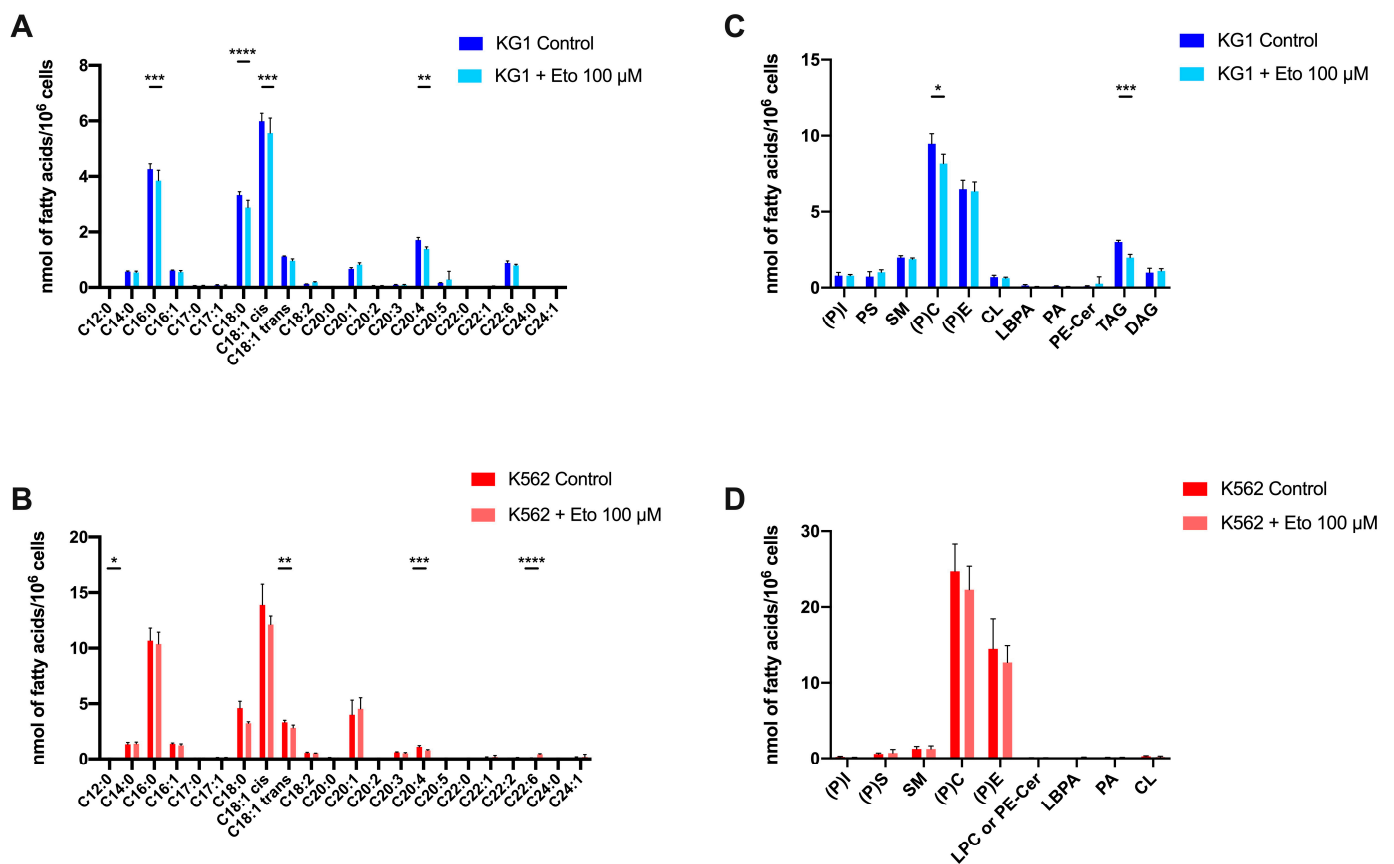 A
KG1 Control
KG1 + Eto 100 µM
nmol of fatty acids/10⁶ cells
8
6
4
2
0
***
****
***
**
C12:0
C14:0
C16:0
C16:1
C17:0
C17:1
C18:0
C18:1 cis
C18:1 trans
C18:2
C20:0
C20:1
C20:2
C20:3
C20:4
C20:5
C22:0
C22:1
C22:6
C24:0
C24:1
C
KG1 Control
KG1 + Eto 100 µM
nmol of fatty acids/10⁶ cells
15
10
5
0
*
***
(P)I
PS
SM
(P)C
(P)E
CL
LBPA
PA
PE-Cer
TAG
DAG
B
K562 Control
K562 + Eto 100 µM
nmol of fatty acids/10⁶ cells
20
15
10
5
0
*
**
***
****
C12:0
C14:0
C16:0
C16:1
C17:0
C17:1
C18:0
C18:1 cis
C18:1 trans
C18:2
C20:0
C20:1
C20:2
C20:3
C20:4
C20:5
C22:0
C22:1
C22:2
C22:6
C24:0
C24:1
D
K562 Control
K562 + Eto 100 µM
nmol of fatty acids/10⁶ cells
30
20
10
0
(P)I
(P)S
SM
(P)C
(P)E
LPC or PE-Cer
LBPA
PA
CL